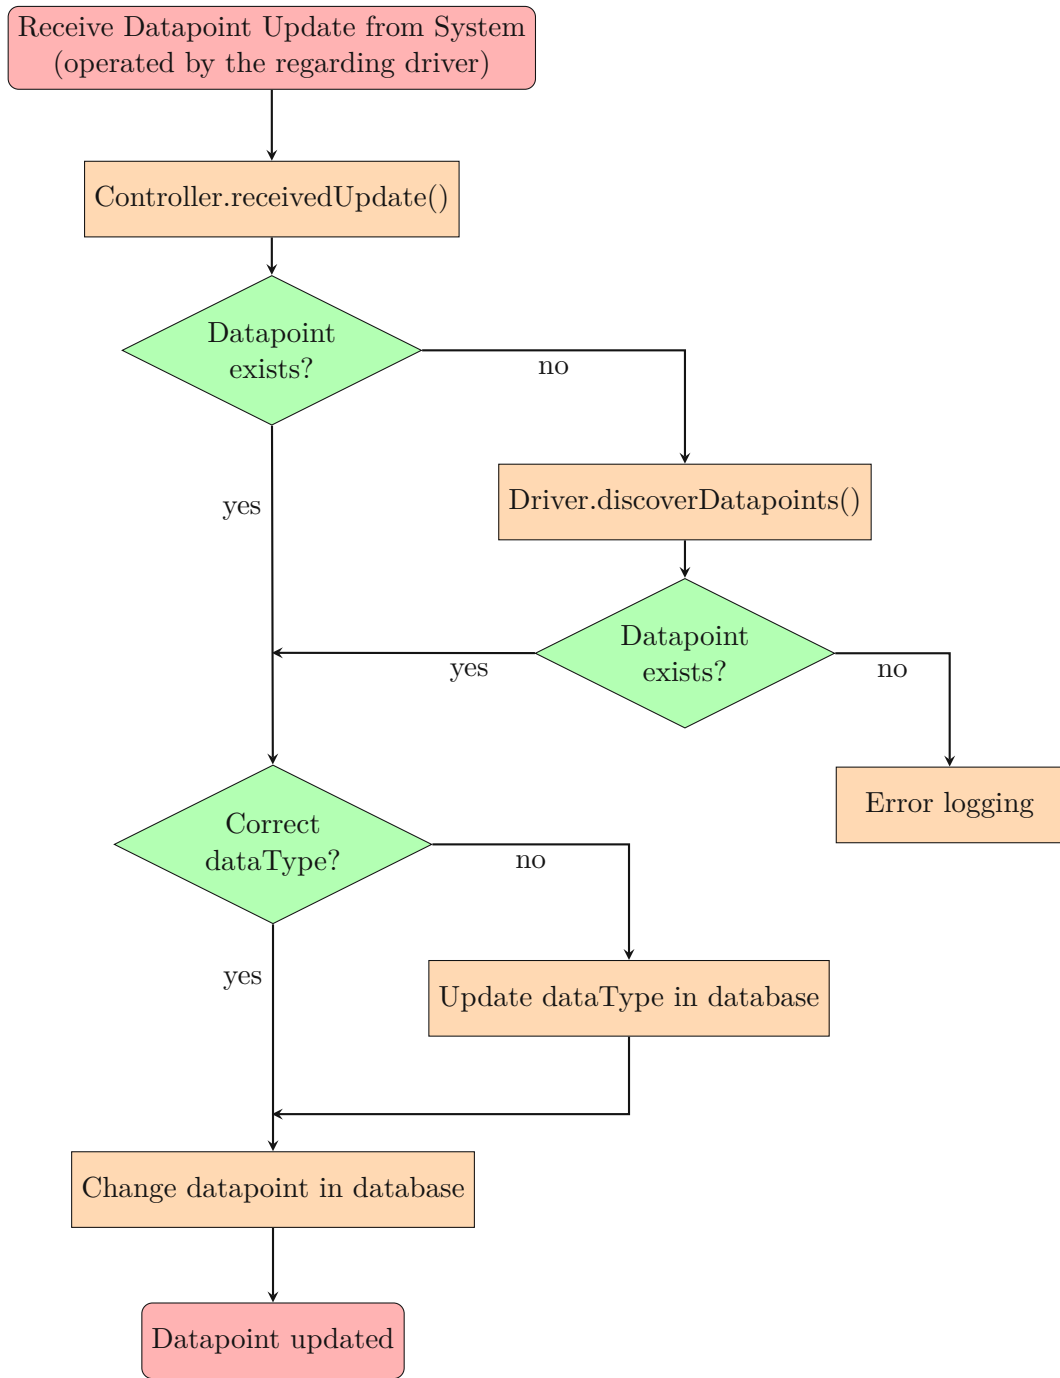 Receive Datapoint Update from System
(operated by the regarding driver)
Controller.receivedUpdate()
Datapoint
exists?
no
yes
Driver.discoverDatapoints()
Datapoint
exists?
yes
no
Error logging
Correct
dataType?
no
yes
Update dataType in database
Change datapoint in database
Datapoint updated